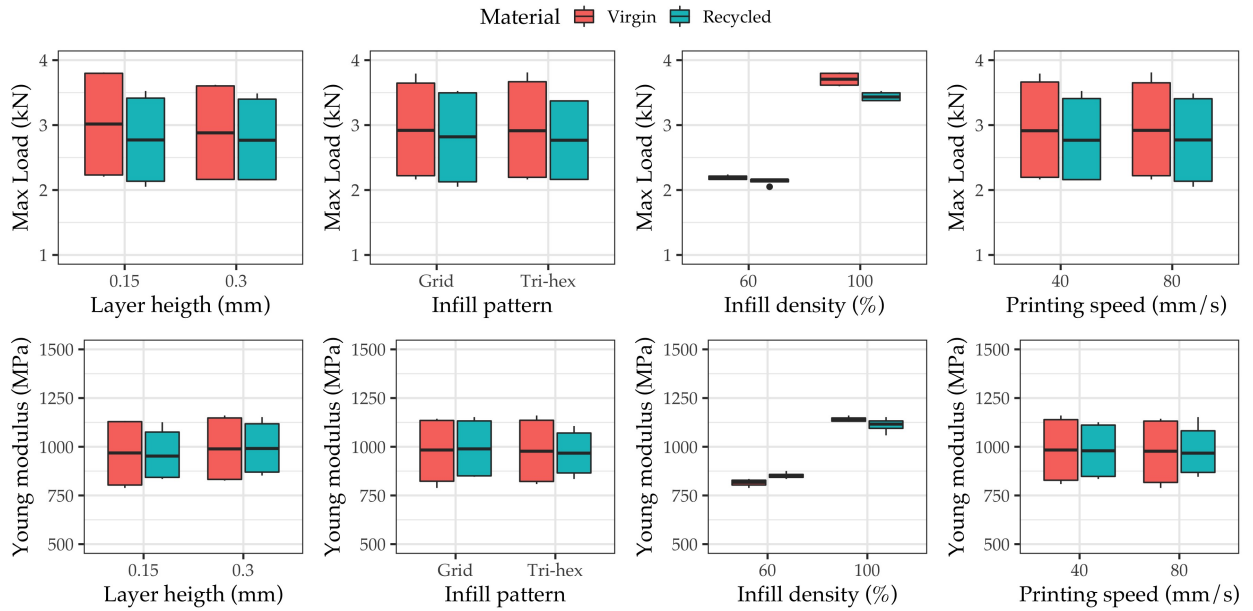 Material Virgin Recycled
Max Load (kN)
4
3
2
1
0.15 0.3
Layer heigth (mm)
Max Load (kN)
4
3
2
1
Grid Tri-hex
Infill pattern
Max Load (kN)
4
3
2
1
60 100
Infill density (%)
Max Load (kN)
4
3
2
1
40 80
Printing speed (mm/s)
Young modulus (MPa)
1500
1250
1000
750
500
0.15 0.3
Layer heigth (mm)
Young modulus (MPa)
1500
1250
1000
750
500
Grid Tri-hex
Infill pattern
Young modulus (MPa)
1500
1250
1000
750
500
60 100
Infill density (%)
Young modulus (MPa)
1500
1250
1000
750
500
40 80
Printing speed (mm/s)